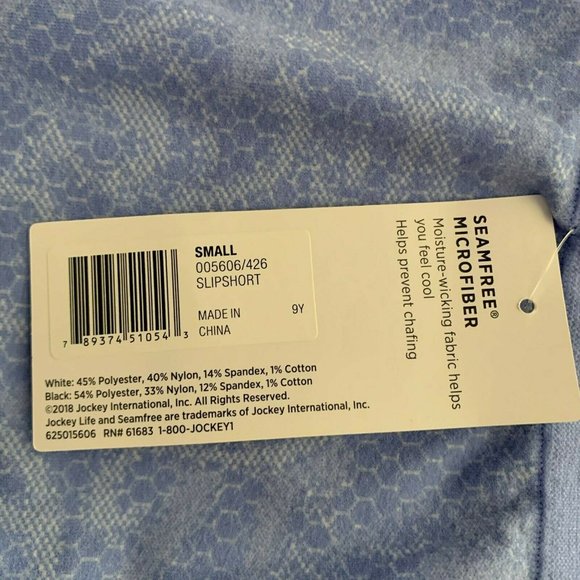 SMALL
005606/426
SLIPSHORT
MADE IN
CHINA
9Y
7 89374 51054 3
White: 45% Polyester, 40% Nylon, 14% Spandex, 1% Cotton
Black: 54% Polyester, 33% Nylon, 12% Spandex, 1% Cotton
©2018 Jockey International, Inc. All Rights Reserved.
Jockey Life and Seamfree are trademarks of Jockey International, Inc.
625015606 RN# 61683 1-800-JOCKEY1
SEAMFREE®
MICROFIBER
Moisture-wicking fabric helps
you feel cool
Helps prevent chafing